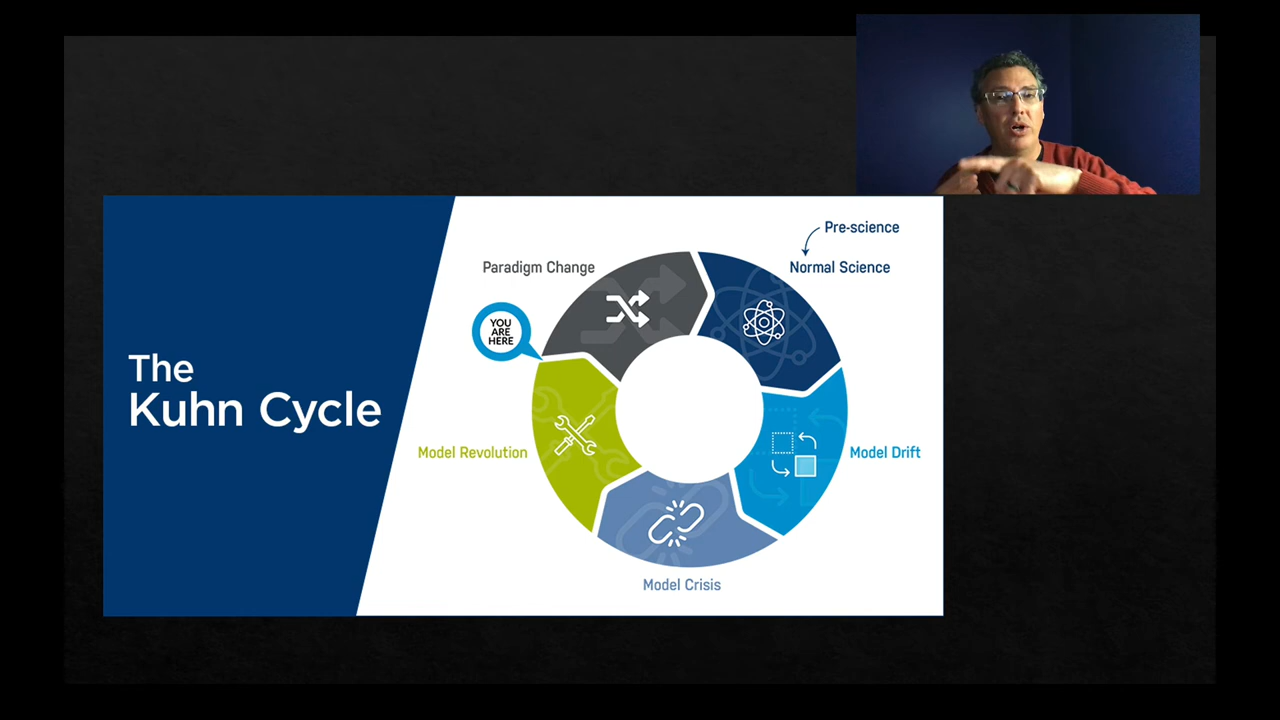 The
Kuhn Cycle
Pre-science
Normal Science
Paradigm Change
YOU
ARE
HERE
Model Revolution
Model Drift
Model Crisis